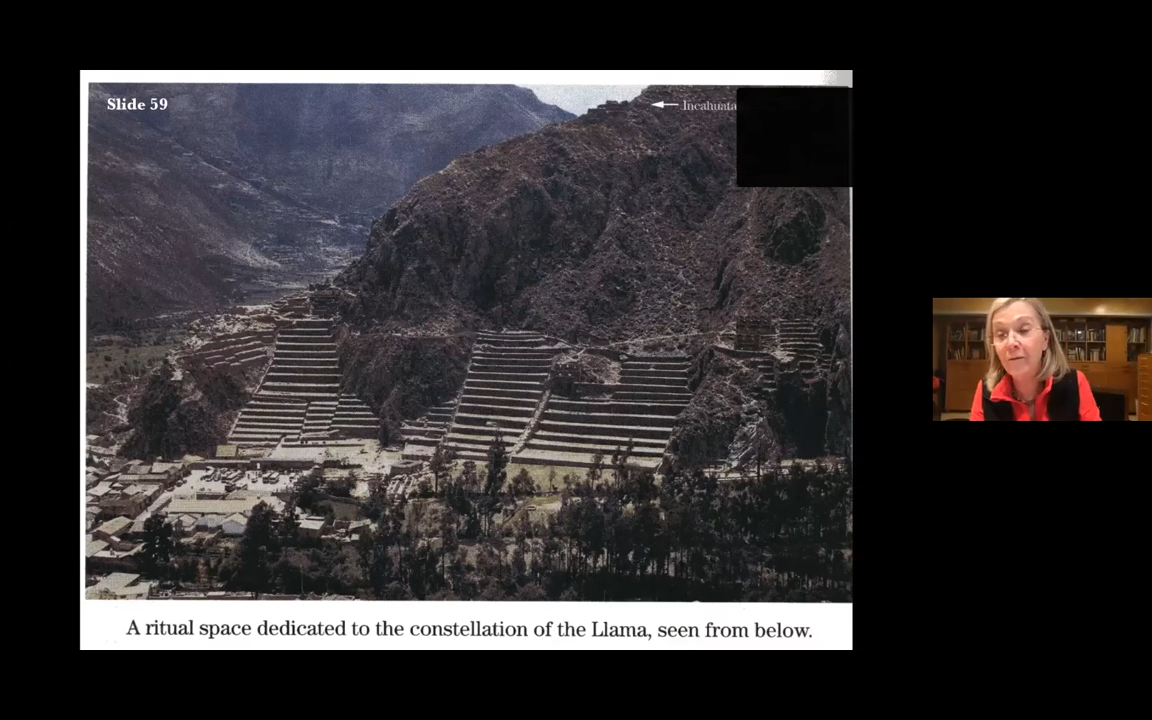 Slide 59
Incahuata
A ritual space dedicated to the constellation of the Llama, seen from below.